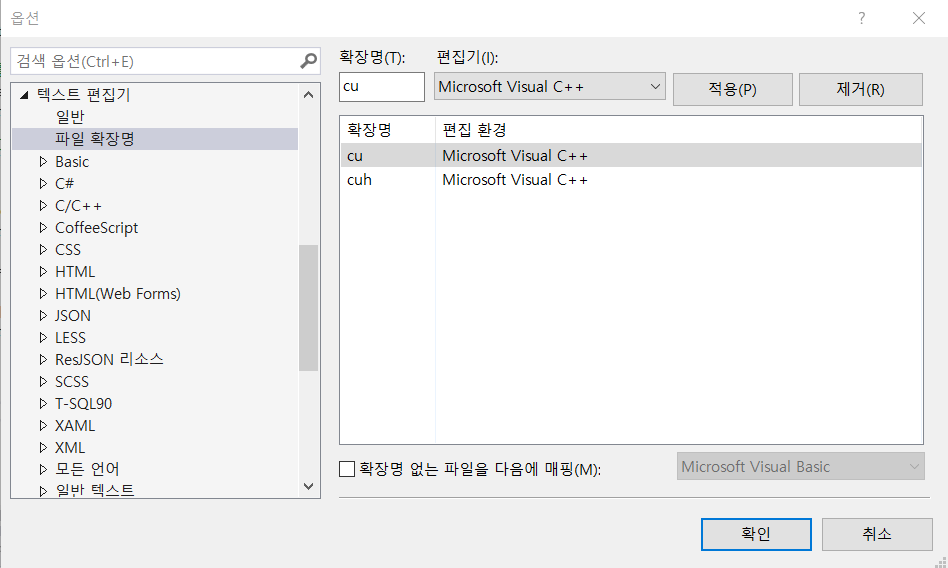 옵션
검색 옵션(Ctrl+E)
텍스트 편집기
일반
파일 확장명
Basic
C#
C/C++
CoffeeScript
CSS
HTML
HTML(Web Forms)
JSON
LESS
ResJSON 리소스
SCSS
T-SQL90
XAML
XML
모든 언어
일반 텍스트
확장명(T): 편집기(I):
cu Microsoft Visual C++ 적용(P) 제거(R)
확장명 편집 환경
cu Microsoft Visual C++
cuh Microsoft Visual C++
확장명 없는 파일을 다음에 매핑(M): Microsoft Visual Basic
확인 취소